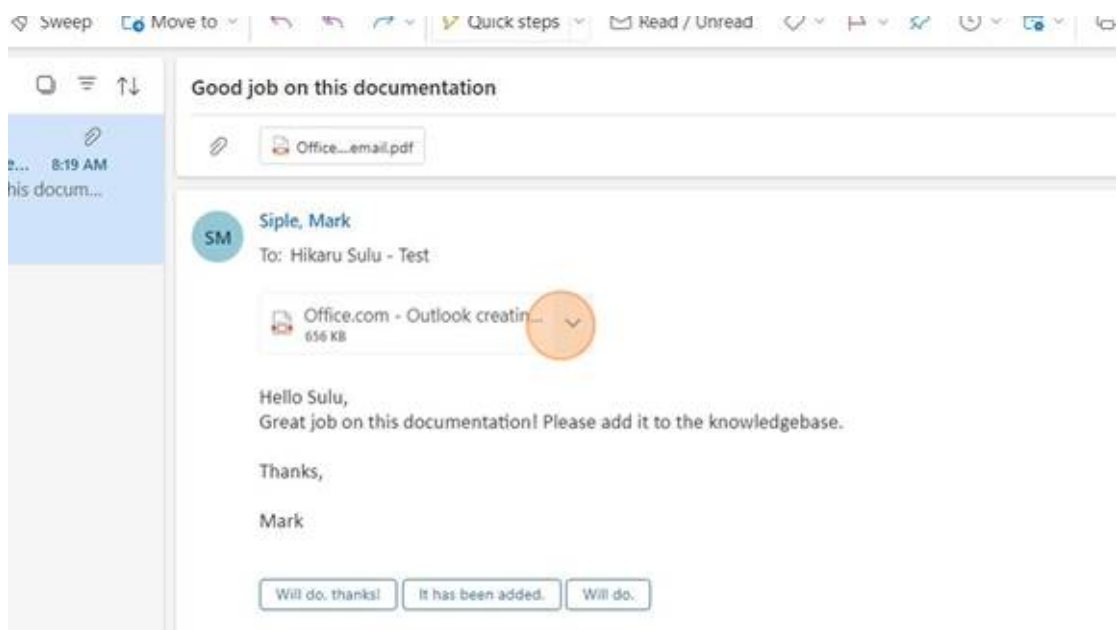 Sweep Move to Quick steps Read / Unread
Good job on this documentation
Office...email.pdf
e... 8:19 AM
his docum...
SM
Siple, Mark
To: Hikaru Sulu - Test
Office.com - Outlook creatin...
656 KB
Hello Sulu,
Great job on this documentation! Please add it to the knowledgebase.
Thanks,
Mark
Will do, thanks! It has been added. Will do.